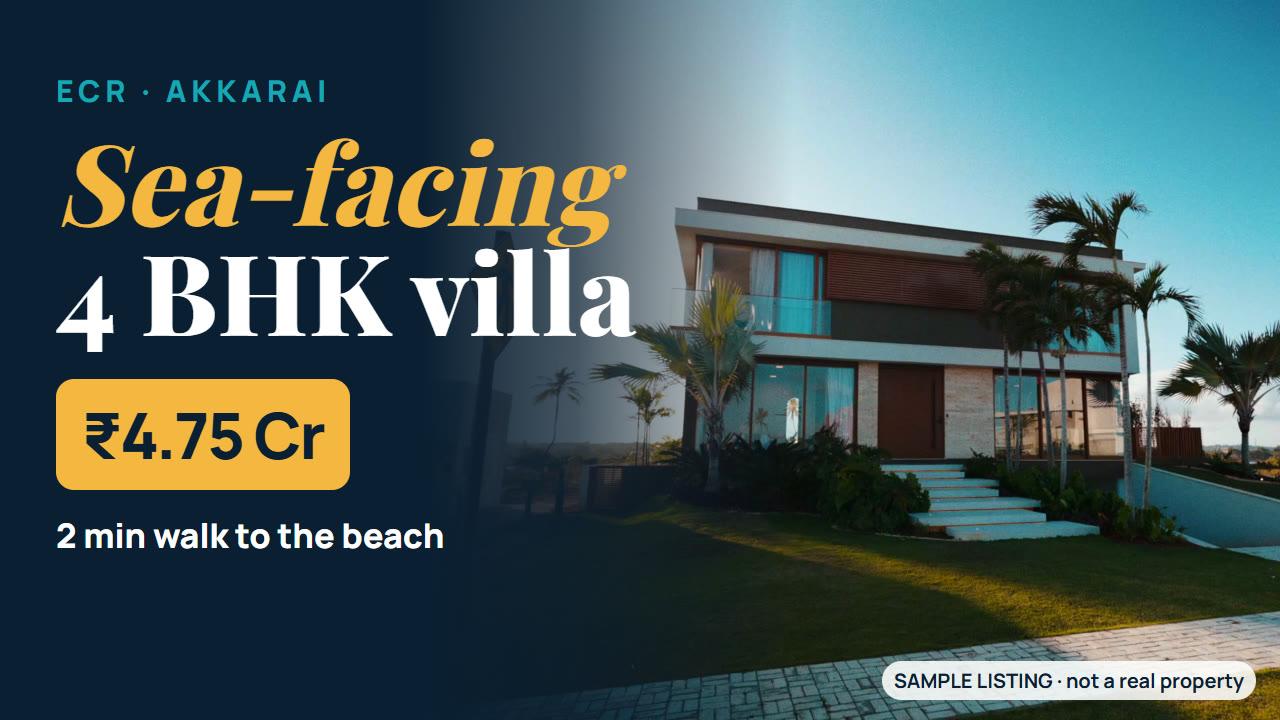 ECR · AKKARAI
Sea-facing
4 BHK villa
₹4.75 Cr
2 min walk to the beach
SAMPLE LISTING · not a real property